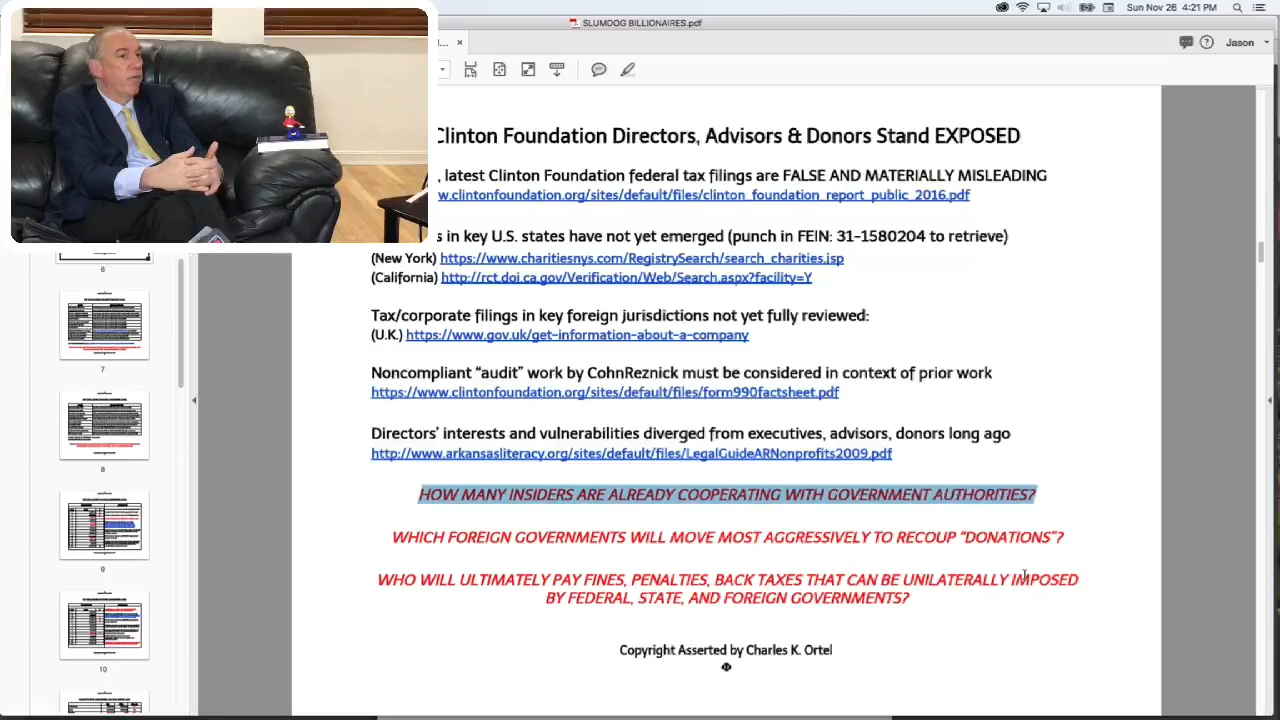 Sun Nov 26 4:21 PM
SLUMDOG BILLIONAIRES.pdf
... ×
Jason
Clinton Foundation Directors, Advisors & Donors Stand EXPOSED
, latest Clinton Foundation federal tax filings are FALSE AND MATERIALLY MISLEADING
w.clintonfoundation.org/sites/default/files/clinton_foundation_report_public_2016.pdf
s in key U.S. states have not yet emerged (punch in FEIN: 31-1580204 to retrieve)
(New York) https://www.charitiesnys.com/RegistrySearch/search_charities.jsp
(California) http://rct.doj.ca.gov/Verification/Web/Search.aspx?facility=Y
Tax/corporate filings in key foreign jurisdictions not yet fully reviewed:
(U.K.) https://www.gov.uk/get-information-about-a-company
Noncompliant “audit” work by CohnReznick must be considered in context of prior work
https://www.clintonfoundation.org/sites/default/files/form990factsheet.pdf
Directors’ interests and vulnerabilities diverged from execrives, advisors, donors long ago
http://www.arkansasliteracy.org/sites/default/files/LegalGuideARNonprofits2009.pdf
HOW MANY INSIDERS ARE ALREADY COOPERATING WITH GOVERNMENT AUTHORITIES?
WHICH FOREIGN GOVERNMENTS WILL MOVE MOST AGGRESSIVELY TO RECOUP “DONATIONS”?
WHO WILL ULTIMATELY PAY FINES, PENALTIES, BACK TAXES THAT CAN BE UNILATERALLY IMPOSED
BY FEDERAL, STATE, AND FOREIGN GOVERNMENTS?
Copyright Asserted by Charles K. Ortel
6
7
8
9
10